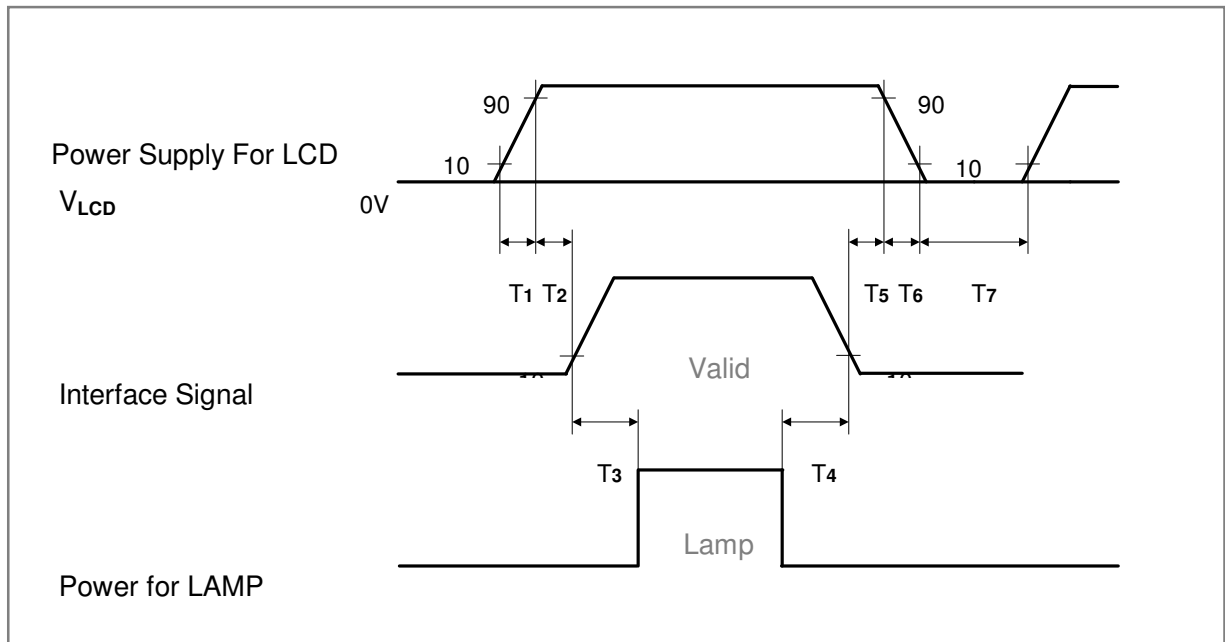 90
90
Power Supply For LCD
10
10
VLCD
0V
T1 T2
T5 T6
T7
Valid
Interface Signal
T3
T4
Lamp
Power for LAMP